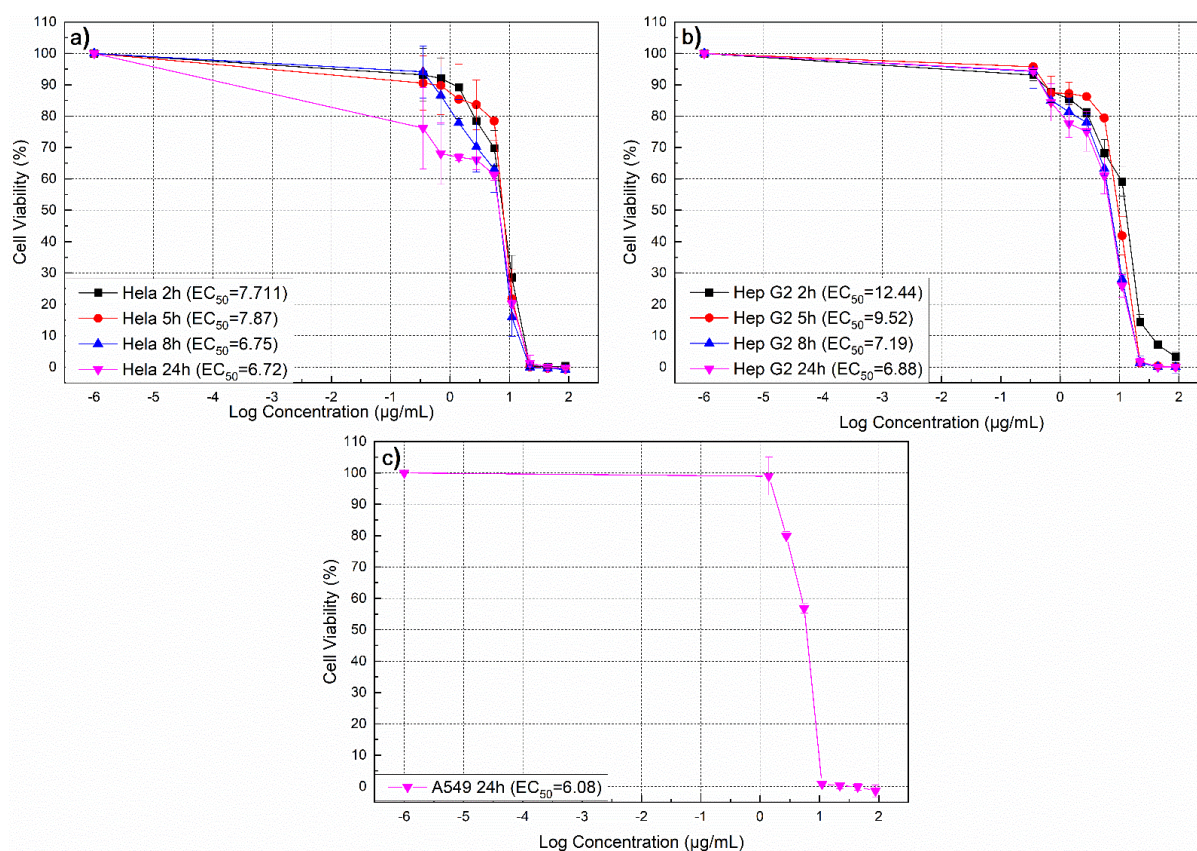 a)
110
100
90
80
70
60
50
40
30
20
10
0
Cell Viability (%)
Hela 2h (EC50=7.711)
Hela 5h (EC50=7.87)
Hela 8h (EC50=6.75)
Hela 24h (EC50=6.72)
-6 -5 -4 -3 -2 -1 0 1 2
Log Concentration (µg/mL)
b)
110
100
90
80
70
60
50
40
30
20
10
0
Cell Viability (%)
Hep G2 2h (EC50=12.44)
Hep G2 5h (EC50=9.52)
Hep G2 8h (EC50=7.19)
Hep G2 24h (EC50=6.88)
-6 -5 -4 -3 -2 -1 0 1 2
Log Concentration (µg/mL)
c)
110
100
90
80
70
60
50
40
30
20
10
0
Cell Viability (%)
A549 24h (EC50=6.08)
-6 -5 -4 -3 -2 -1 0 1 2
Log Concentration (µg/mL)